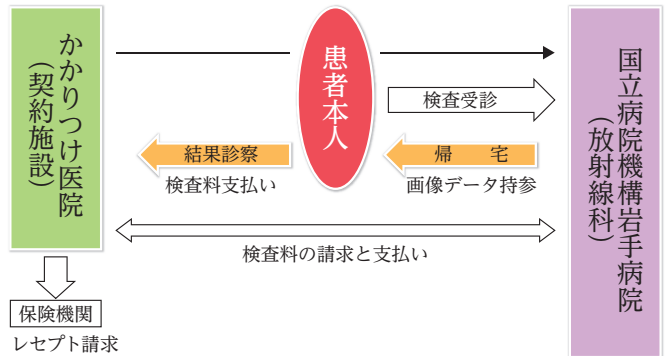 かかりつけ医院
（契約施設）
患者本人
国立病院機構岩手病院
（放射線科）
検査受診
結果診察
帰　宅
検査料支払い
画像データ持参
検査料の請求と支払い
保険機関
レセプト請求